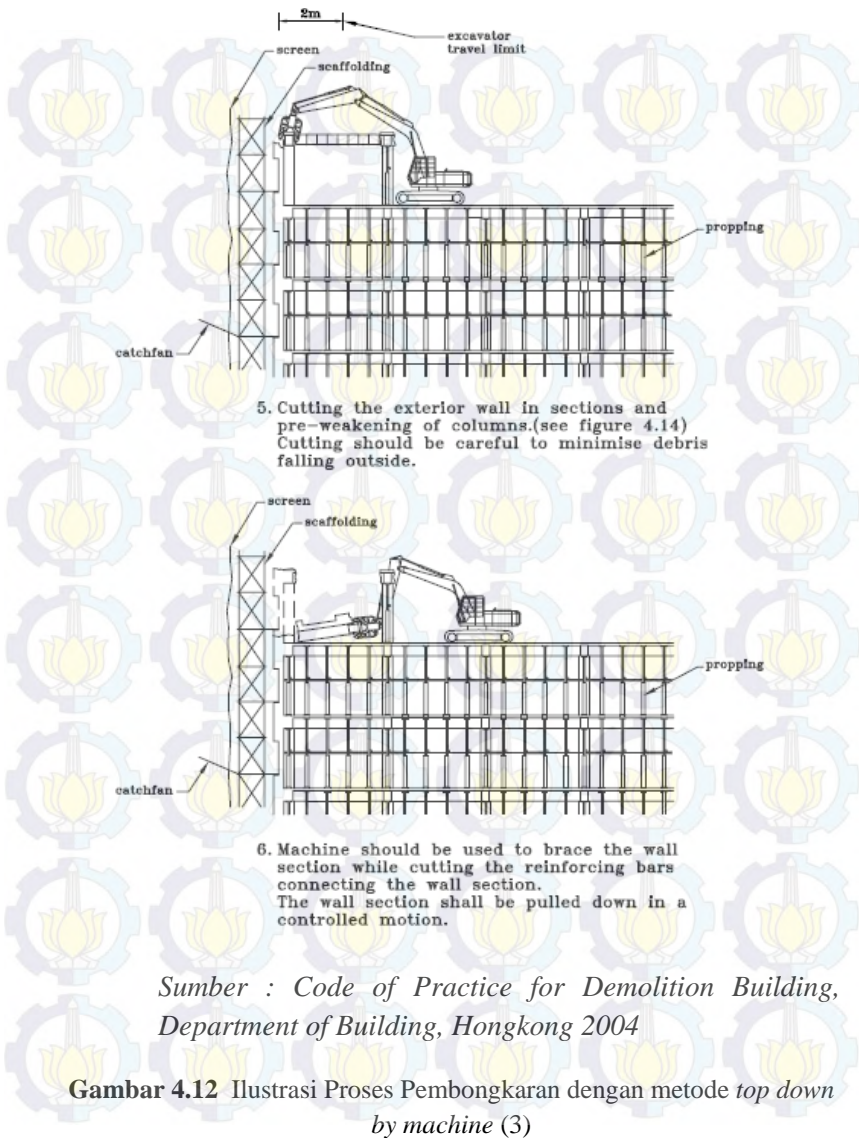 2m
excavator
travel limit
screen
scaffolding
propping
catchfan
5. Cutting the exterior wall in sections and
pre-weakening of columns.(see figure 4.14)
Cutting should be careful to minimise debris
falling outside.
screen
scaffolding
propping
catchfan
6. Machine should be used to brace the wall
section while cutting the reinforcing bars
connecting the wall section.
The wall section shall be pulled down in a
controlled motion.
Sumber : Code of Practice for Demolition Building,
Department of Building, Hongkong 2004
Gambar 4.12 Ilustrasi Proses Pembongkaran dengan metode top down
by machine (3)